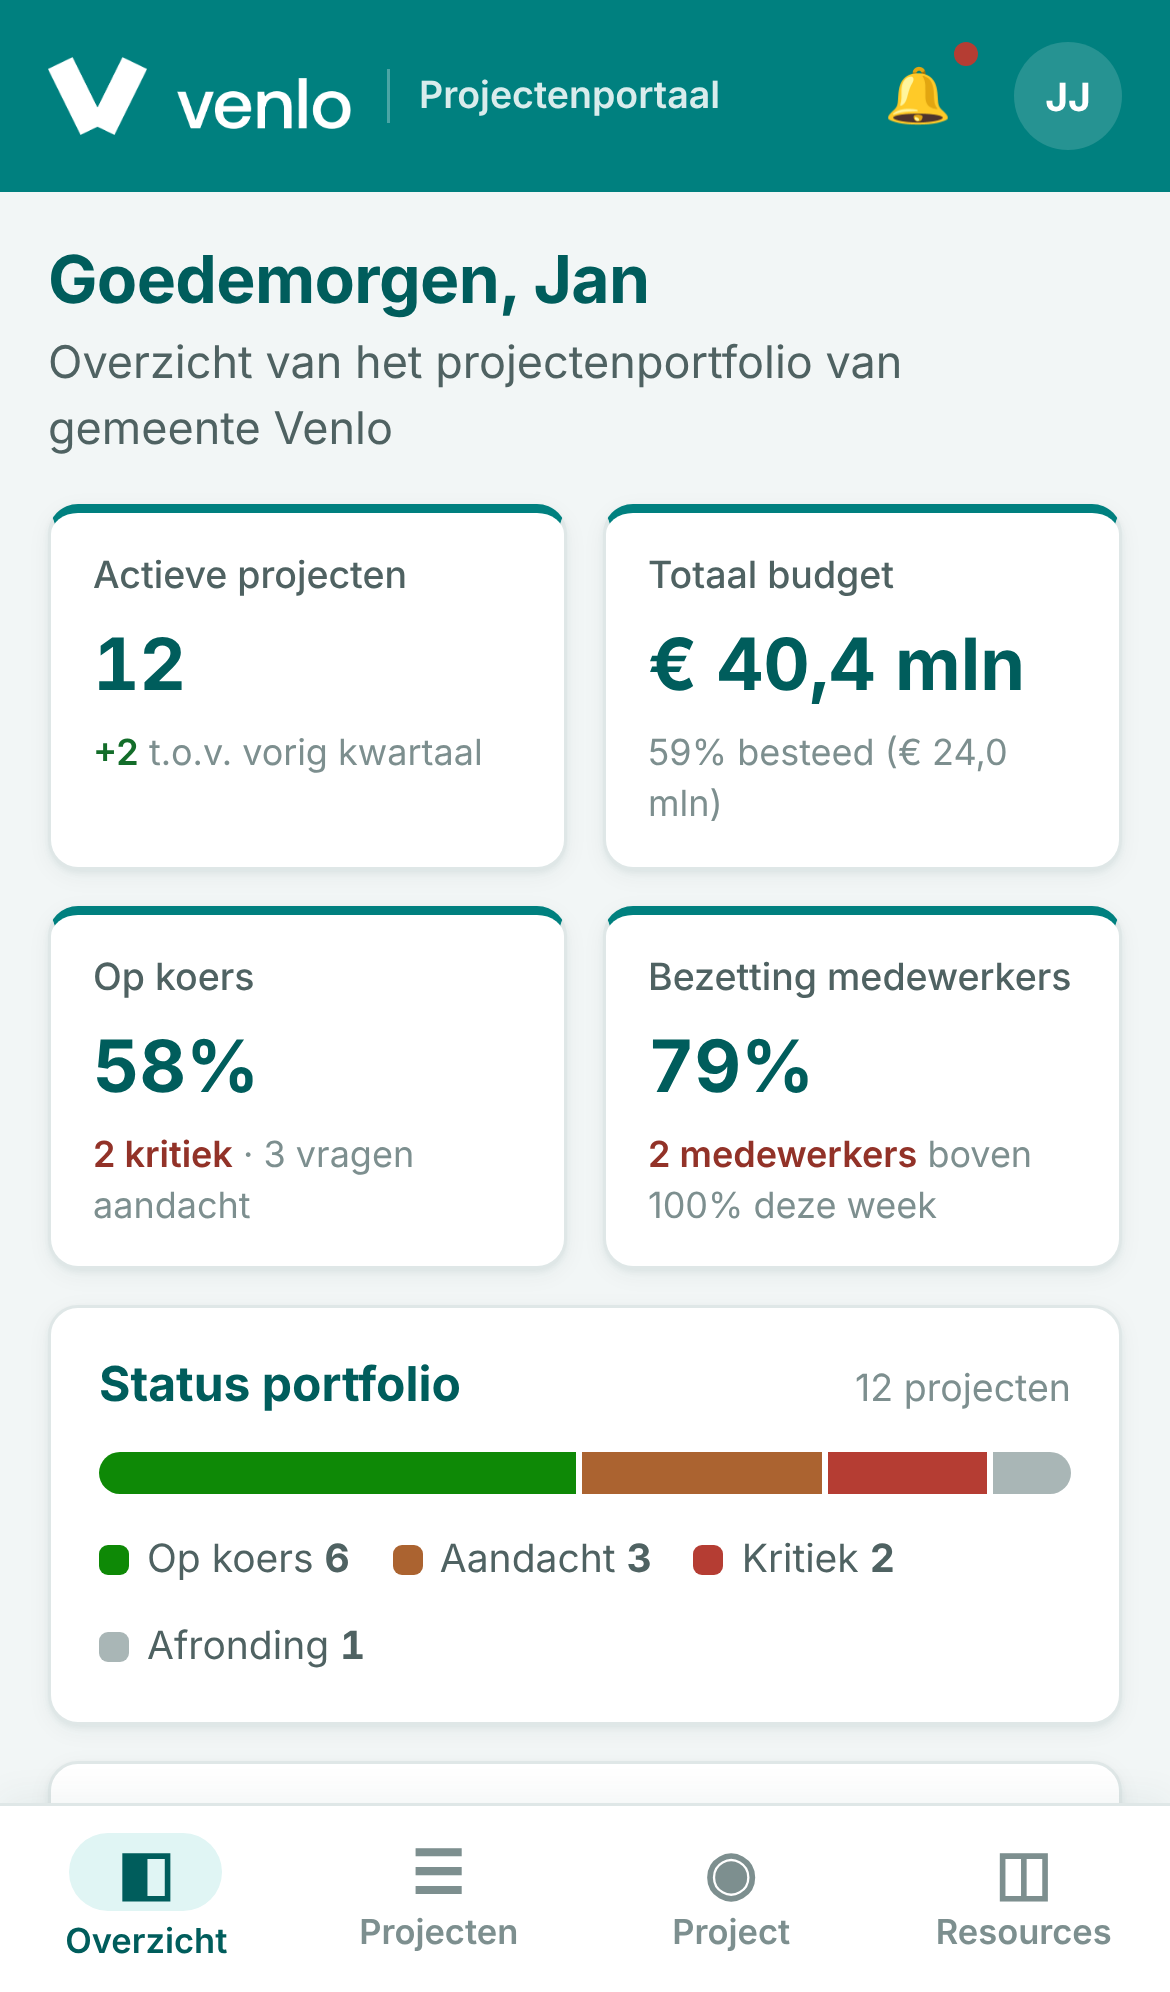 venlo
Projectenportaal
JJ
Goedemorgen, Jan
Overzicht van het projectenportfolio van
gemeente Venlo
Actieve projecten
12
+2 t.o.v. vorig kwartaal
Totaal budget
€ 40,4 mln
59% besteed (€ 24,0
mln)
Op koers
58%
2 kritiek · 3 vragen
aandacht
Bezetting medewerkers
79%
2 medewerkers boven
100% deze week
Status portfolio
12 projecten
Op koers 6
Aandacht 3
Kritiek 2
Afronding 1
Overzicht
Projecten
Project
Resources